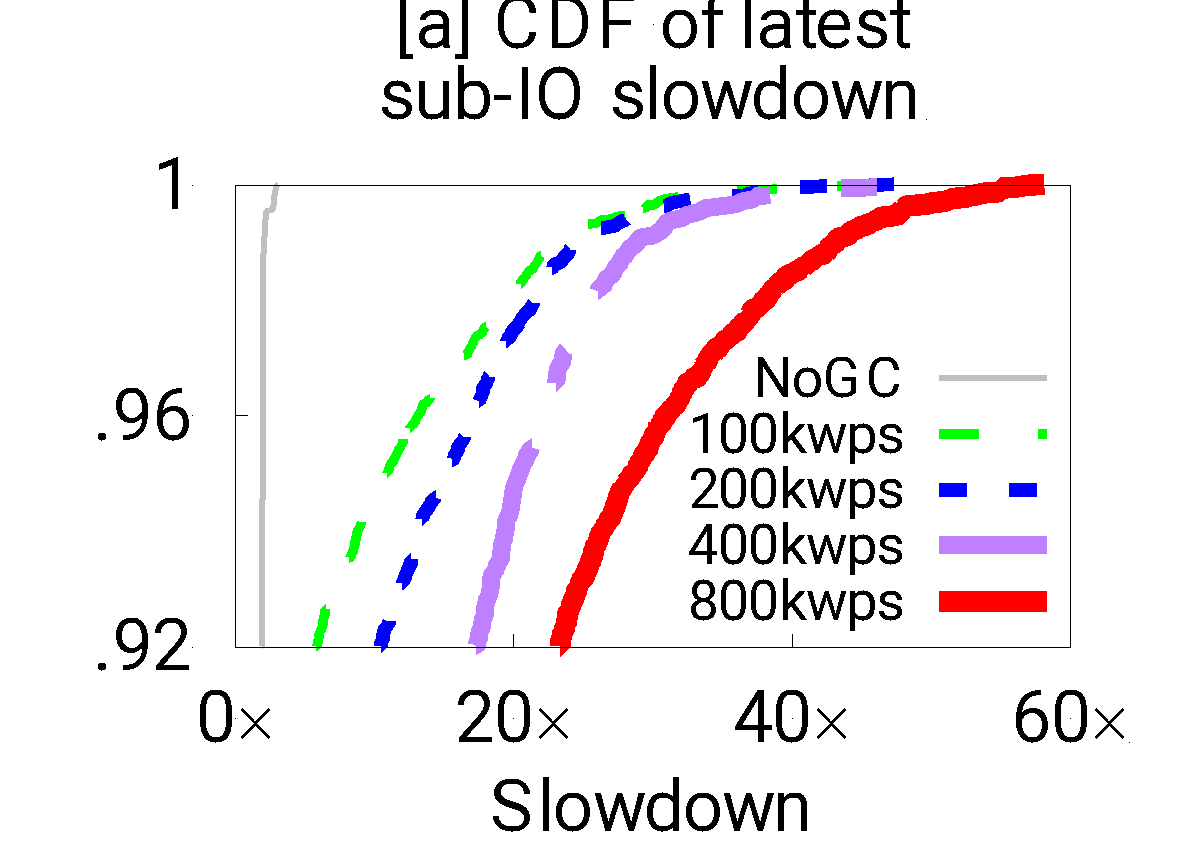 [a] CDF of latest
sub-IO slowdown
1
.96
.92
0×
20×
40×
60×
Slowdown
NoGC
100kwps
200kwps
400kwps
800kwps